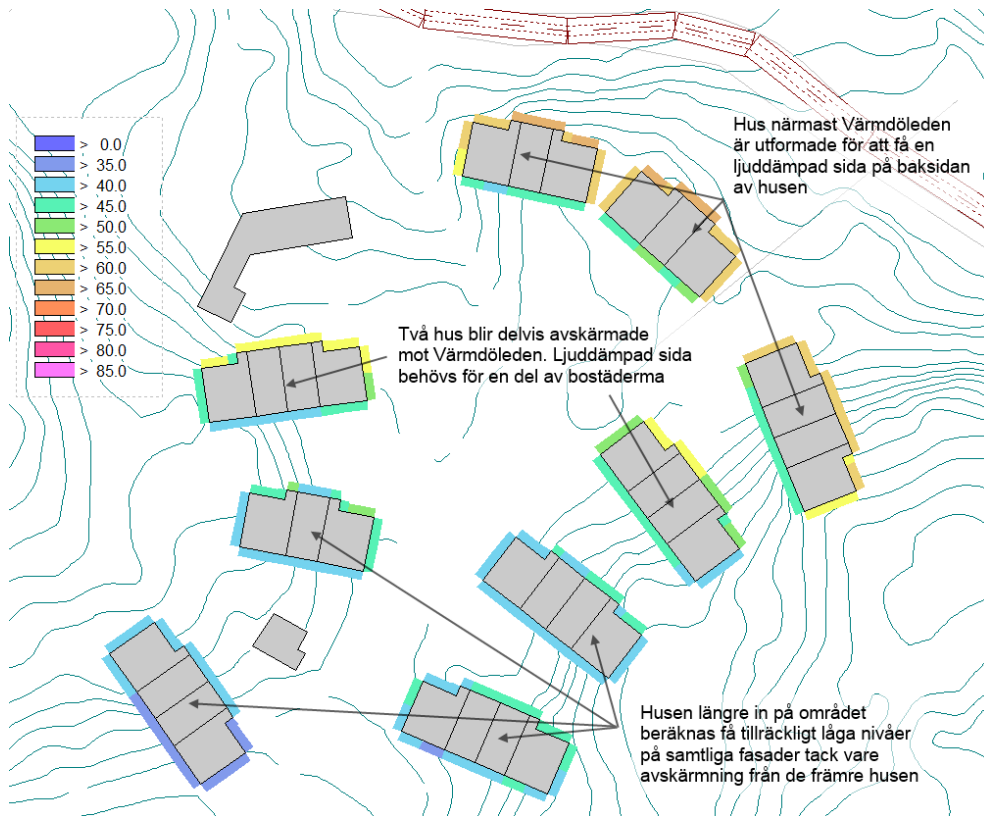 > 0.0
> 35.0
> 40.0
> 45.0
> 50.0
> 55.0
> 60.0
> 65.0
> 70.0
> 75.0
> 80.0
> 85.0
Hus närmast Värmdöleden
är utformade för att få en
ljuddämpad sida på baksidan
av husen
Två hus blir delvis avskärmade
mot Värmdöleden. Ljuddämpad sida
behövs för en del av bostäderma
Husen längre in på området
beräknas få tillräckligt låga nivåer
på samtliga fasader tack vare
avskärmning från de främre husen